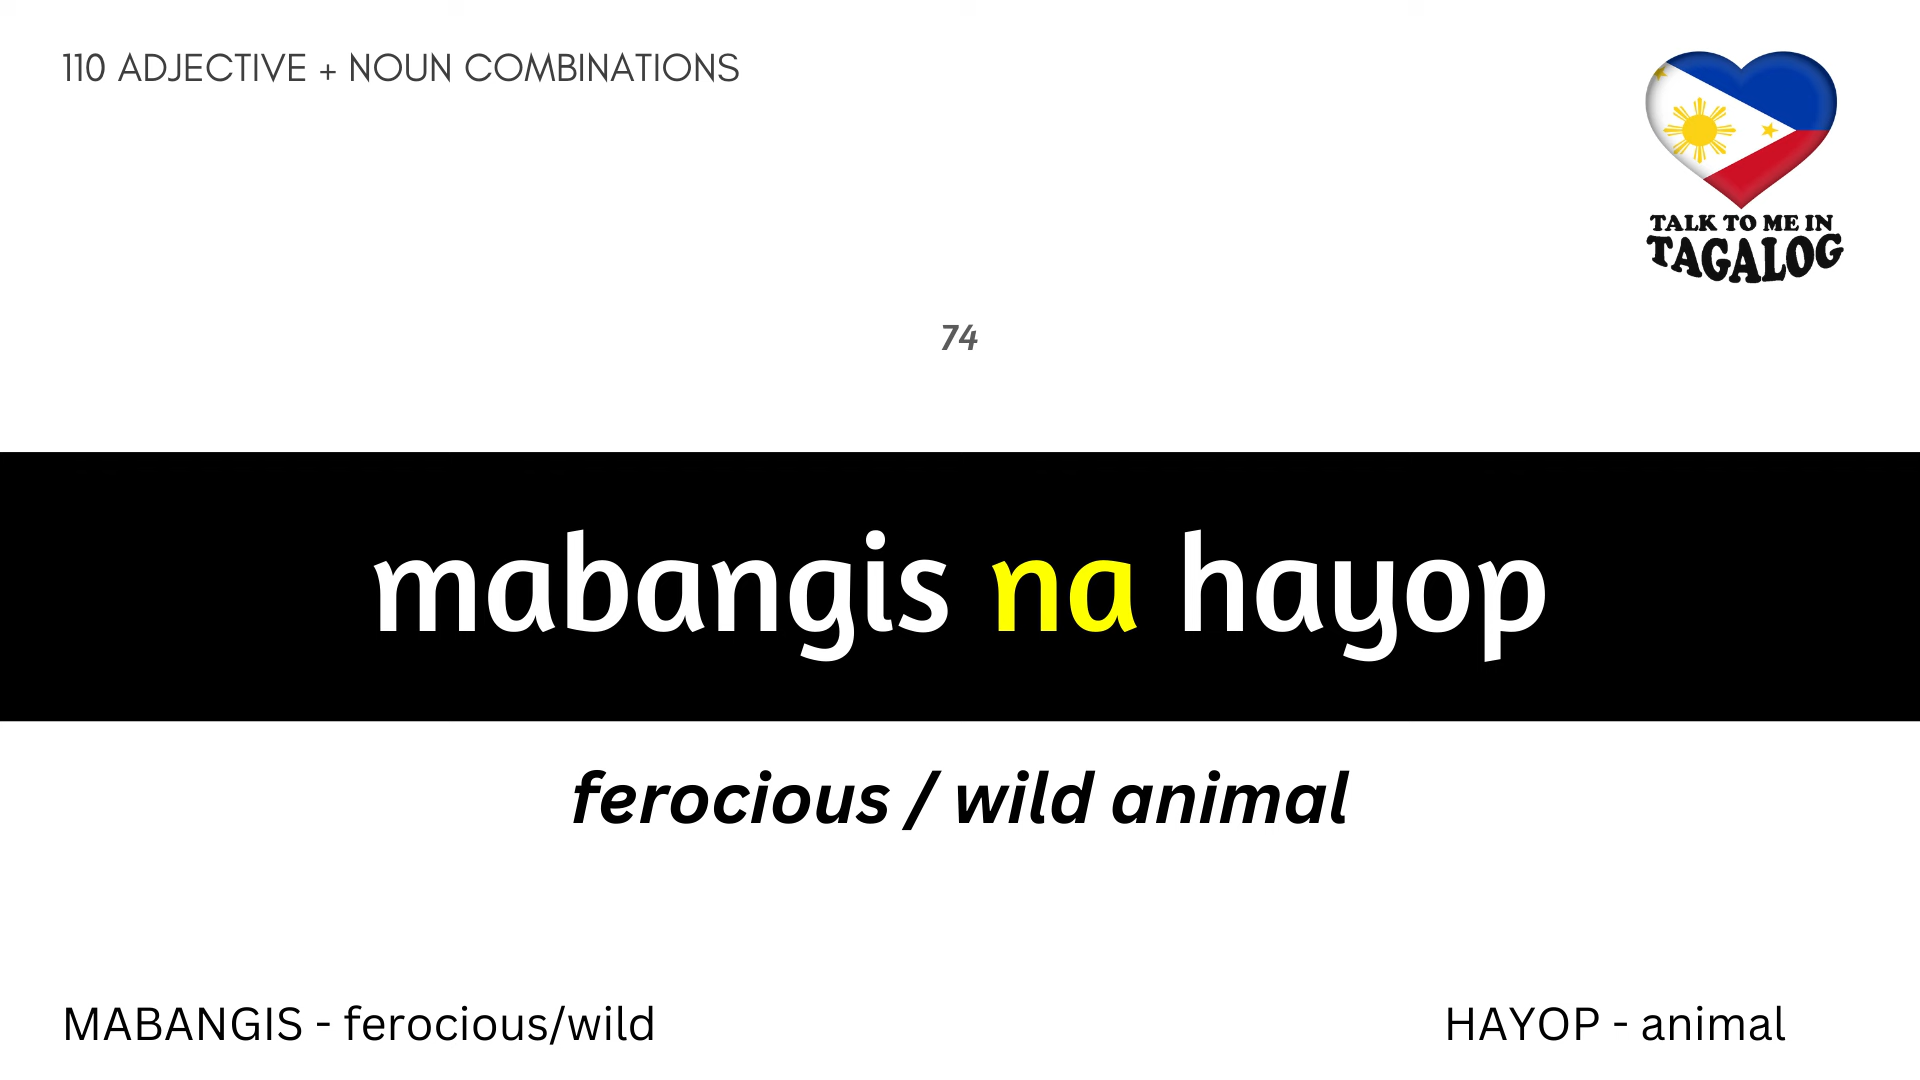 110 ADJECTIVE + NOUN COMBINATIONS
TALK TO ME IN
TAGALOG
74
mabangis na hayop
ferocious / wild animal
MABANGIS - ferocious/wild
HAYOP - animal